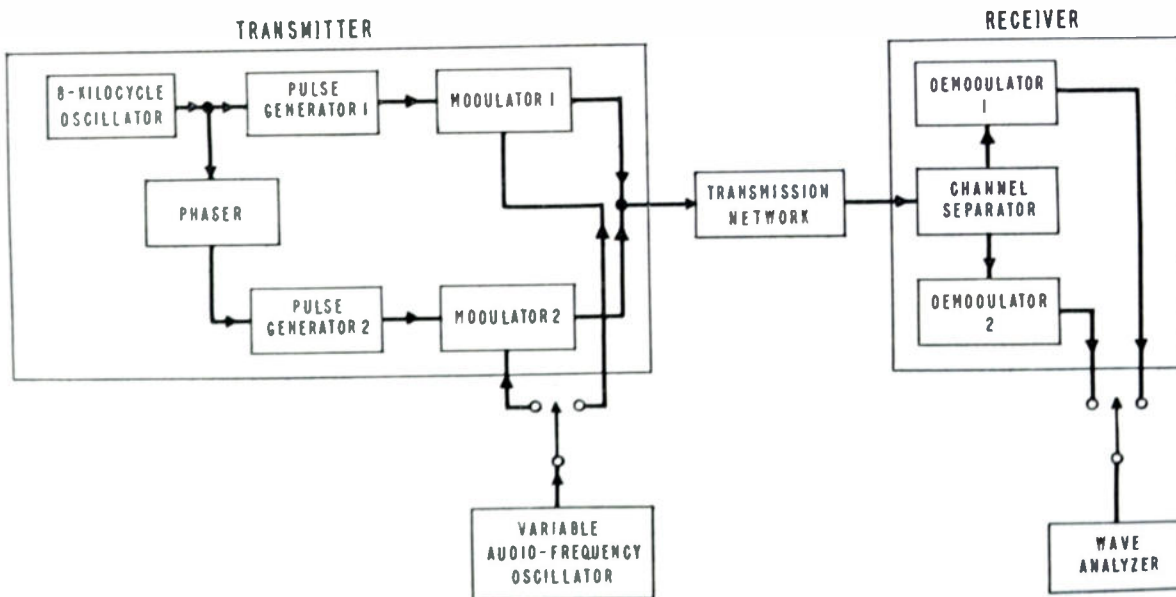 TRANSMITTER
RECEIVER
8-KILOCYCLE
OSCILLATOR
PULSE
GENERATOR 1
MODULATOR 1
DEMODULATOR
1
PHASER
TRANSMISSION
NETWORK
CHANNEL
SEPARATOR
PULSE
GENERATOR 2
MODULATOR 2
DEMODULATOR
2
VARIABLE
AUDIO-FREQUENCY
OSCILLATOR
WAVE
ANALYZER